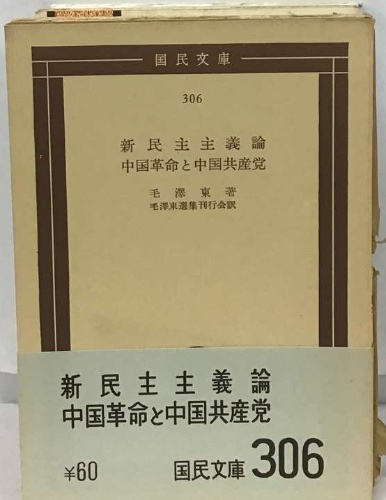 国民文庫
306
新民主主義論
中国革命と中国共産党
毛澤東著
毛澤東選集刊行会訳
新民主主義論
中国革命と中国共産党
¥60 国民文庫 306